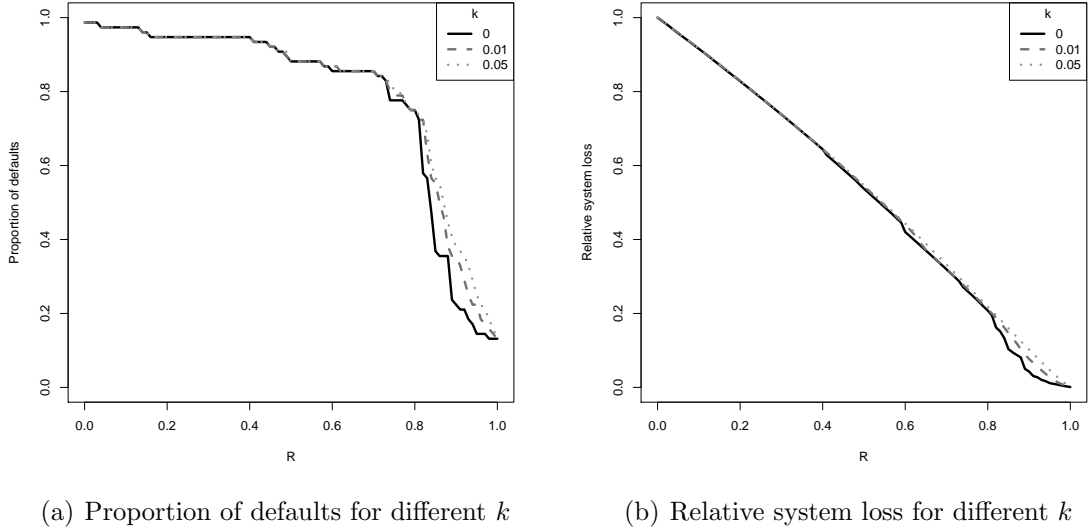 0.0 0.2 0.4 0.6 0.8 1.0
0.0
0.2
0.4
0.6
0.8
1.0
R
Proportion of defaults
k
0
0.01
0.05
0.0 0.2 0.4 0.6 0.8 1.0
0.0
0.2
0.4
0.6
0.8
1.0
R
Relative system loss
k
0
0.01
0.05
(a) Proportion of defaults for different k
(b) Relative system loss for different k